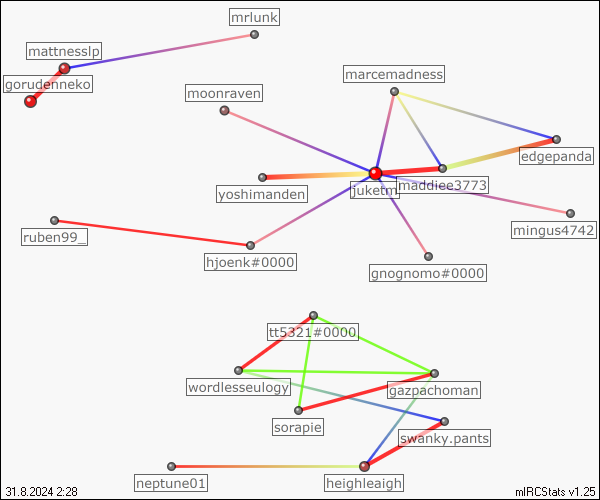 mrlunk
mattnesslp
gorudenneko
marcemadness
moonraven
edgepanda
yoshimanden
juketm
maddiee3773
ruben99_
mingus4742
hjoenk#0000
gnognomo#0000
tt5321#0000
wordlesseulogy
gazpachoman
sorapie
swanky.pants
neptune01
heighleaigh
31.8.2024 2:28
mIRCStats v1.25